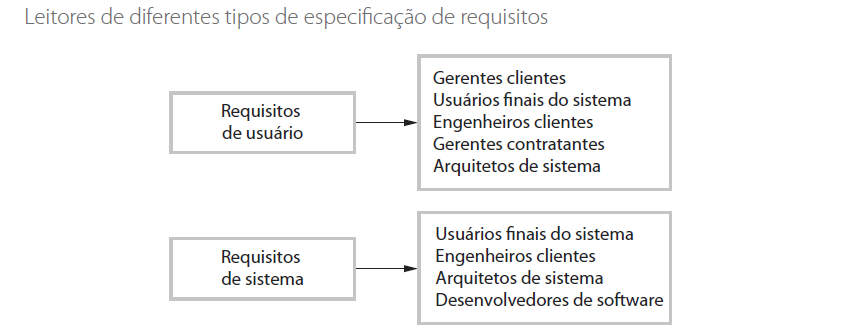 Leitores de diferentes tipos de especificação de requisitos
Requisitos
de usuário
Gerentes clientes
Usuários finais do sistema
Engenheiros clientes
Gerentes contratantes
Arquitetos de sistema
Requisitos
de sistema
Usuários finais do sistema
Engenheiros clientes
Arquitetos de sistema
Desenvolvedores de software